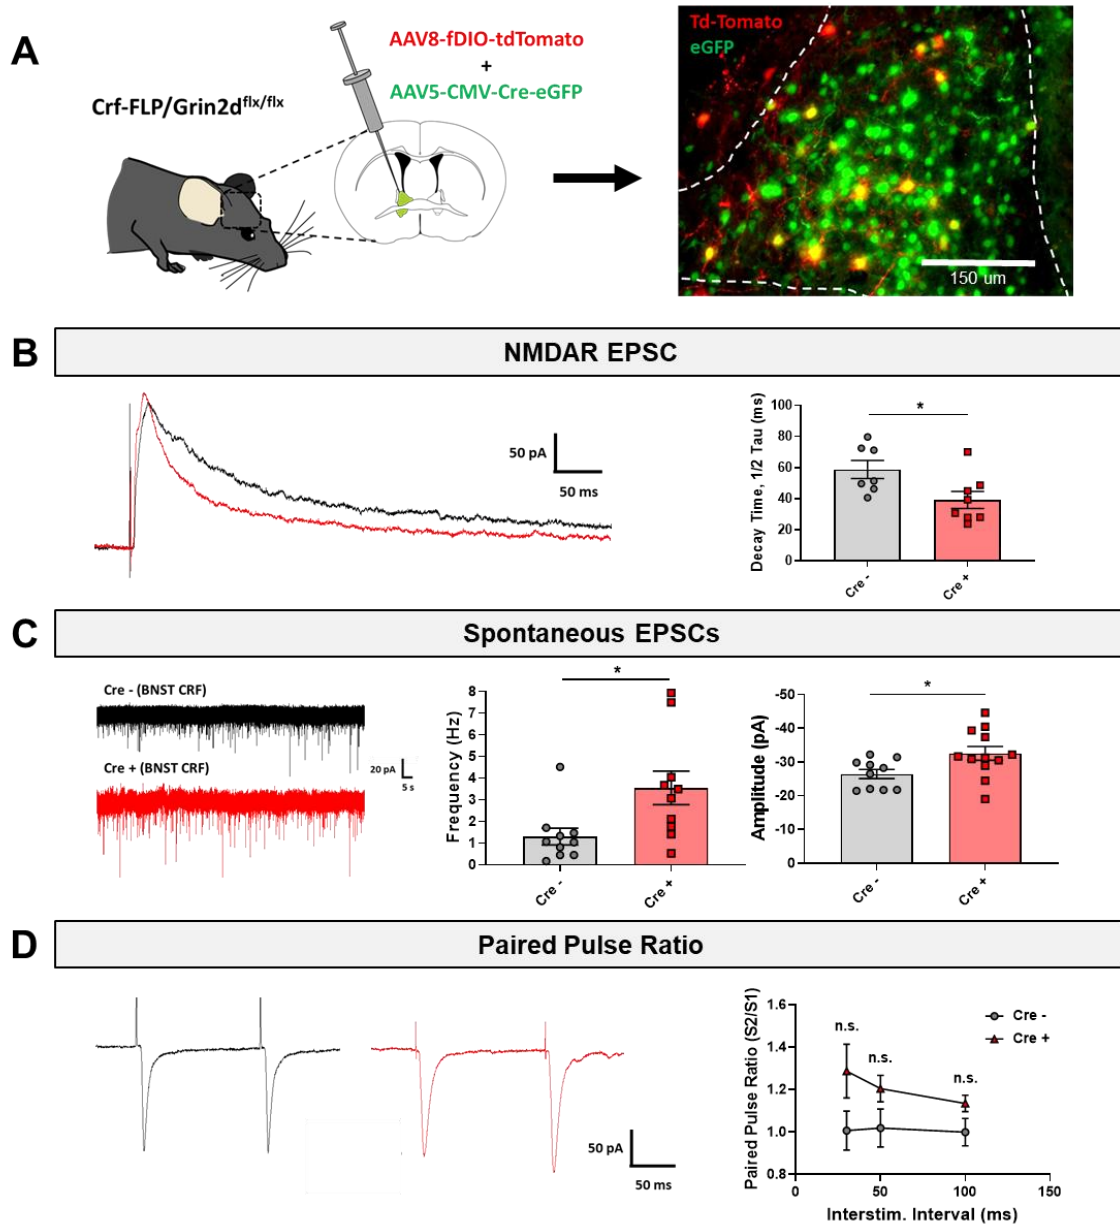 A
Crf-FLP/Grin2dflx/flx
AAV8-fDIO-tdTomato
+
AAV5-CMV-Cre-eGFP
Td-Tomato
eGFP
150 um
B
NMDAR EPSC
50 pA
50 ms
Decay Time, 1/2 Tau (ms)
100
80
60
40
20
0
*
Cre -
Cre +
C
Spontaneous EPSCs
Cre - (BNST CRF)
Cre + (BNST CRF)
20 pA
5 s
Frequency (Hz)
8
7
6
5
4
3
2
1
0
*
Cre -
Cre +
Amplitude (pA)
-50
-40
-30
-20
-10
0
*
Cre -
Cre +
D
Paired Pulse Ratio
50 pA
50 ms
Paired Pulse Ratio (S2/S1)
1.6
1.4
1.2
1.0
0.8
n.s.
n.s.
n.s.
Cre -
Cre +
0
50
100
150
Interstim. Interval (ms)